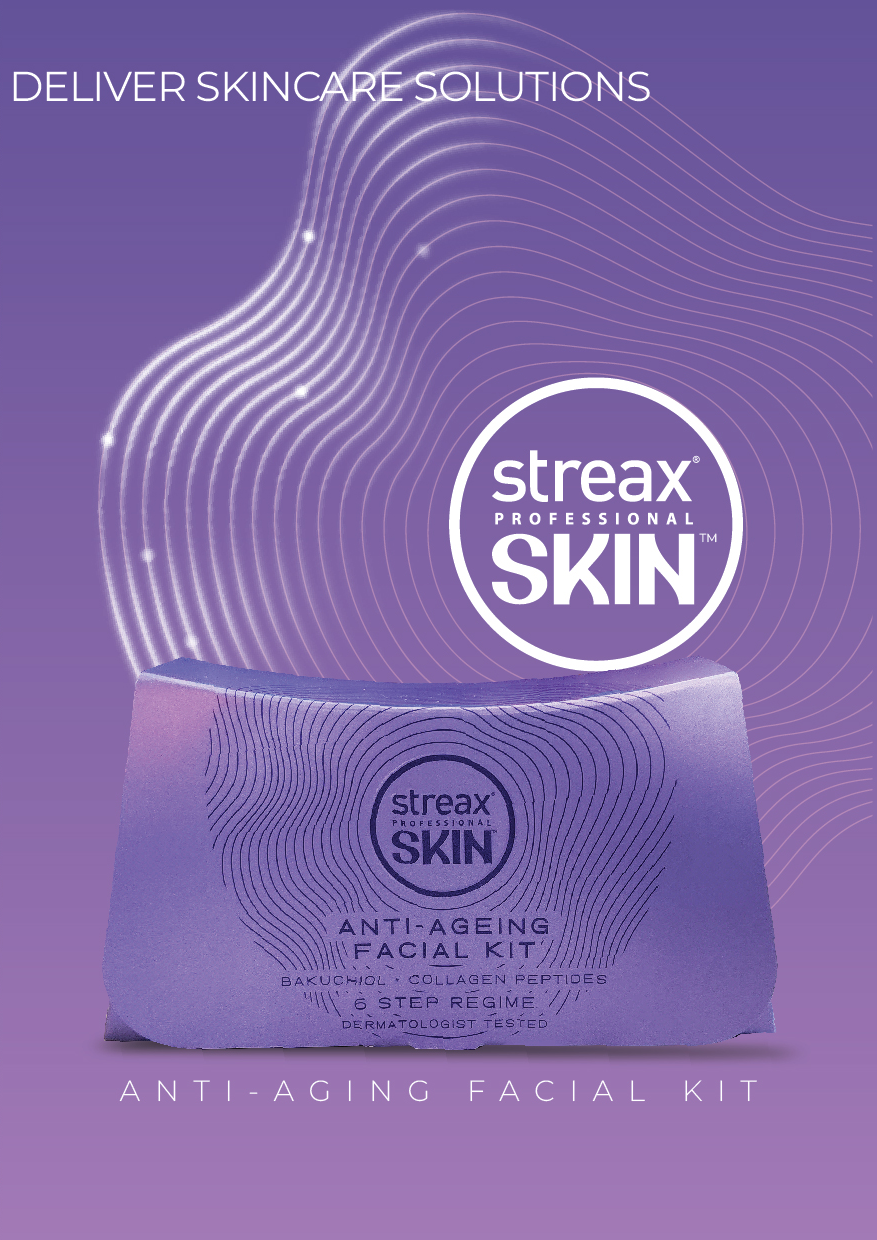 DELIVER SKINCARE SOLUTIONS
streax®
PROFESSIONAL
SKIN™
streax®
PROFESSIONAL
SKIN™
ANTI-AGEING
FACIAL KIT
BAKUCHIOL • COLLAGEN PEPTIDES
6 STEP REGIME
DERMATOLOGIST TESTED
ANTI-AGING FACIAL KIT